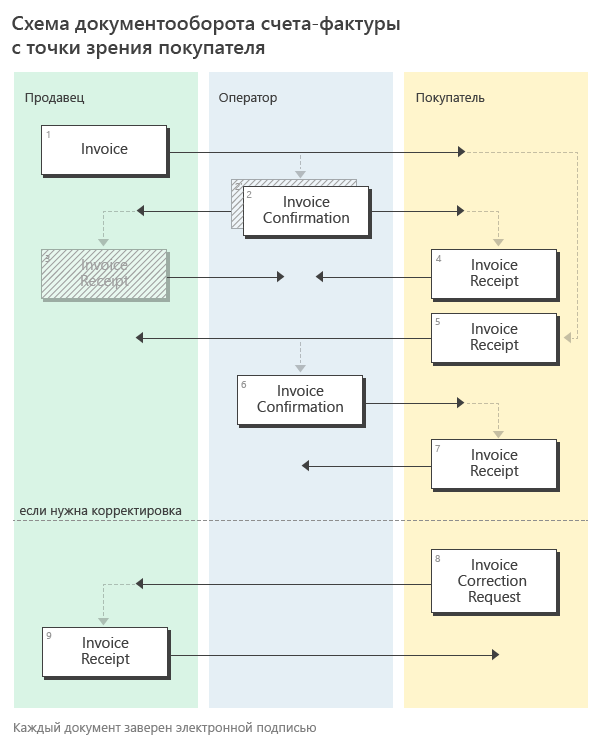 Схема документооборота счета-фактуры
с точки зрения покупателя
Продавец
Оператор
Покупатель
1
Invoice
2
2
Invoice
Confirmation
3
Invoice
Receipt
4
Invoice
Receipt
5
Invoice
Receipt
6
Invoice
Confirmation
7
Invoice
Receipt
если нужна корректировка
8
Invoice
Correction
Request
9
Invoice
Receipt
Каждый документ заверен электронной подписью